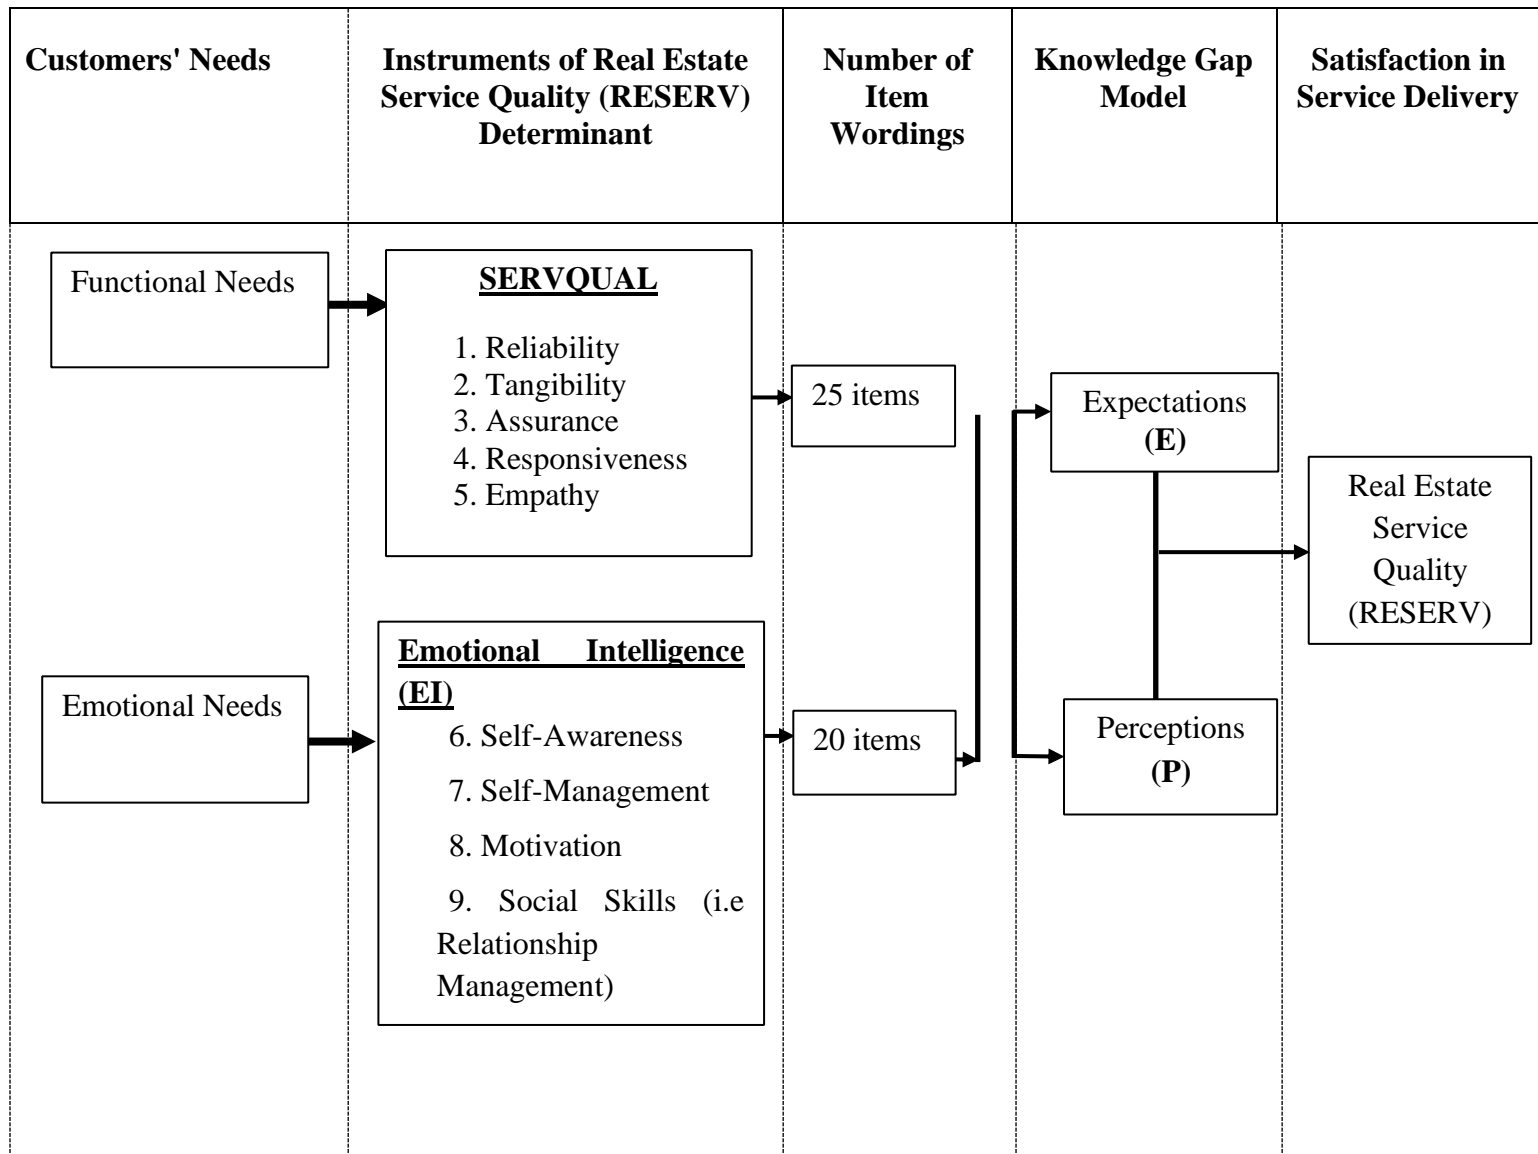 Customers' Needs
Instruments of Real Estate
Service Quality (RESERV)
Determinant
Number of
Item
Wordings
Knowledge Gap
Model
Satisfaction in
Service Delivery
Functional Needs
SERVQUAL
1. Reliability
2. Tangibility
3. Assurance
4. Responsiveness
5. Empathy
25 items
Expectations
(E)
Real Estate
Service
Quality
(RESERV)
Emotional Needs
Emotional Intelligence
(EI)
6. Self-Awareness
7. Self-Management
8. Motivation
9. Social Skills (i.e
Relationship
Management)
20 items
Perceptions
(P)